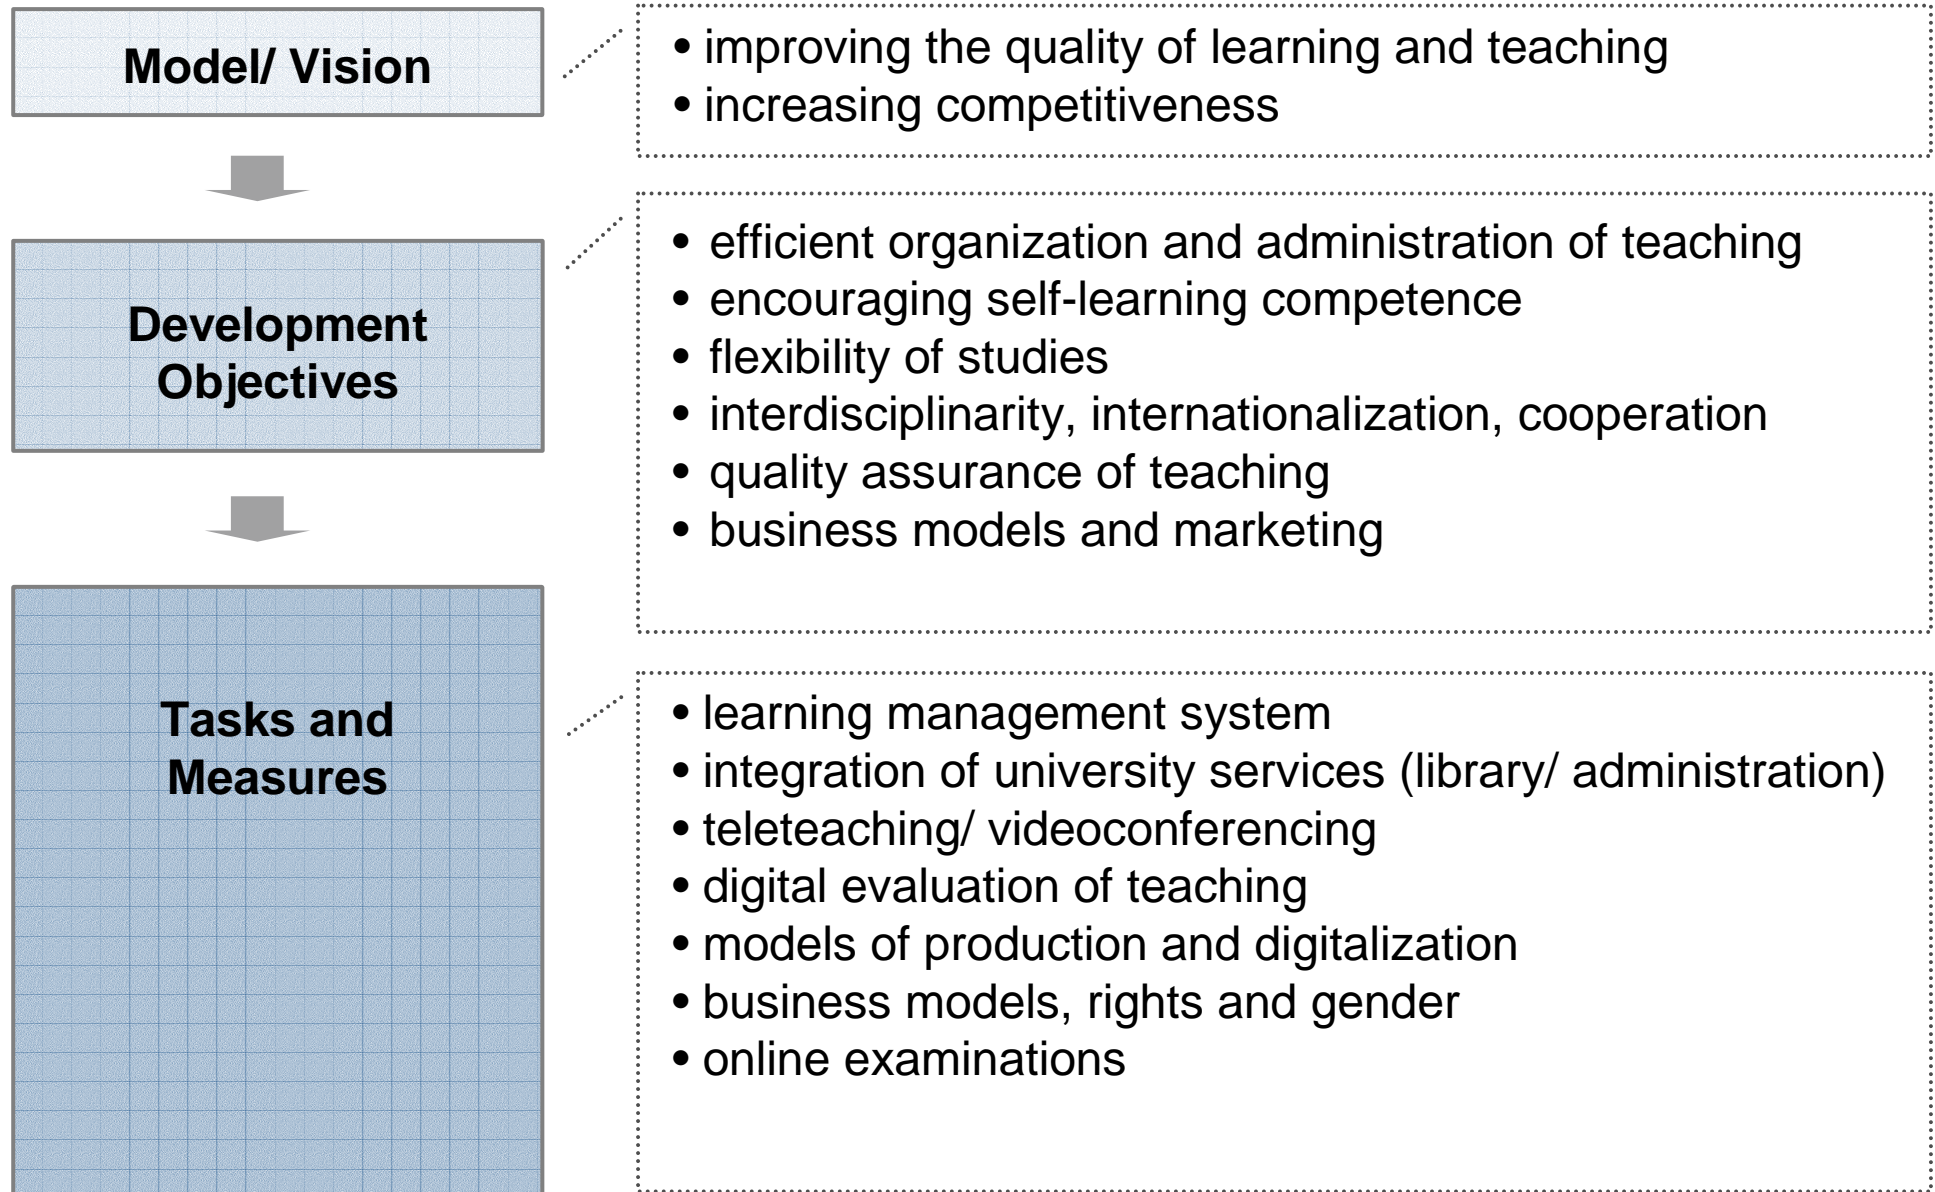 Model/ Vision
• improving the quality of learning and teaching
• increasing competitiveness
Development
Objectives
• efficient organization and administration of teaching
• encouraging self-learning competence
• flexibility of studies
• interdisciplinarity, internationalization, cooperation
• quality assurance of teaching
• business models and marketing
Tasks and
Measures
• learning management system
• integration of university services (library/ administration)
• teleteaching/ videoconferencing
• digital evaluation of teaching
• models of production and digitalization
• business models, rights and gender
• online examinations